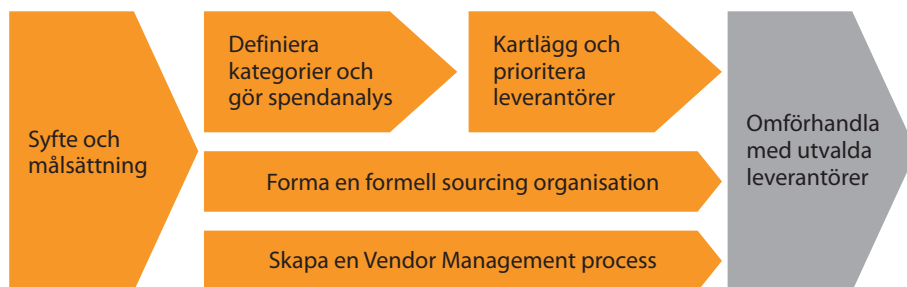 Syfte och
målsättning
Definiera
kategorier och
gör spendanalys
Kartlägg och
prioritera
leverantörer
Forma en formell sourcing organisation
Skapa en Vendor Management process
Omförhandla
med utvalda
leverantörer